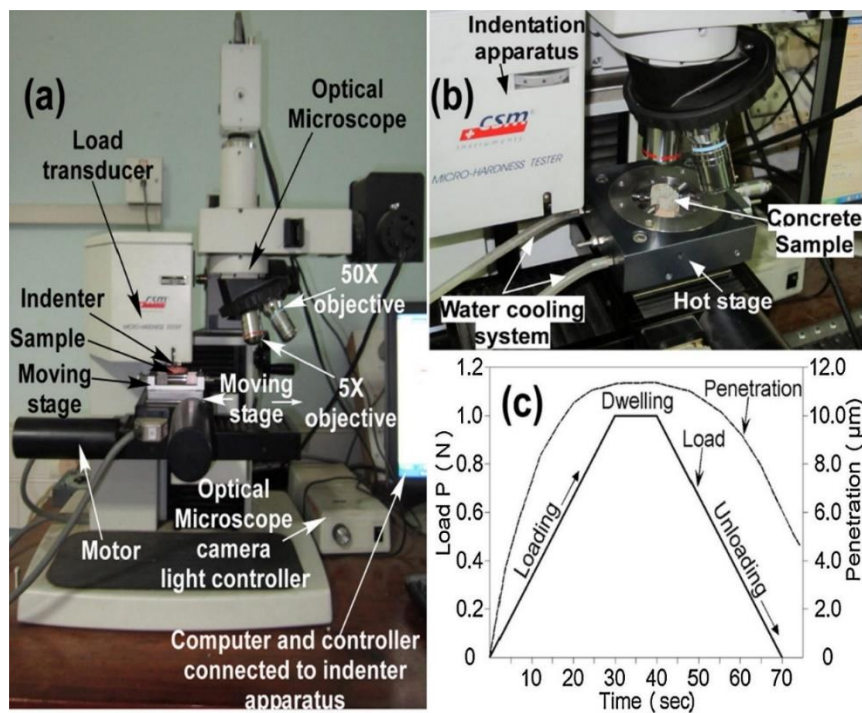 (a)
Optical
Microscope
Load
transducer
50X
objective
Indenter
csm
MICRO-HARDNESS TESTER
Sample
Moving
stage
Moving
stage
5X
objective
Optical
Microscope
camera
light controller
Motor
Computer and controller
connected to indenter
apparatus
Indentation
apparatus
(b)
csm
instruments
MICRO-HARDNESS TESTER
Concrete
Sample
Water cooling
system
Hot stage
(c)
1.2
1.0
0.8
0.6
0.4
0.2
0
Load P (N)
12.0
10.0
8.0
6.0
4.0
2.0
0
Penetration (μm)
Dwelling
Penetration
Load
Loading
Unloading
10 20 30 40 50 60 70
Time (sec)